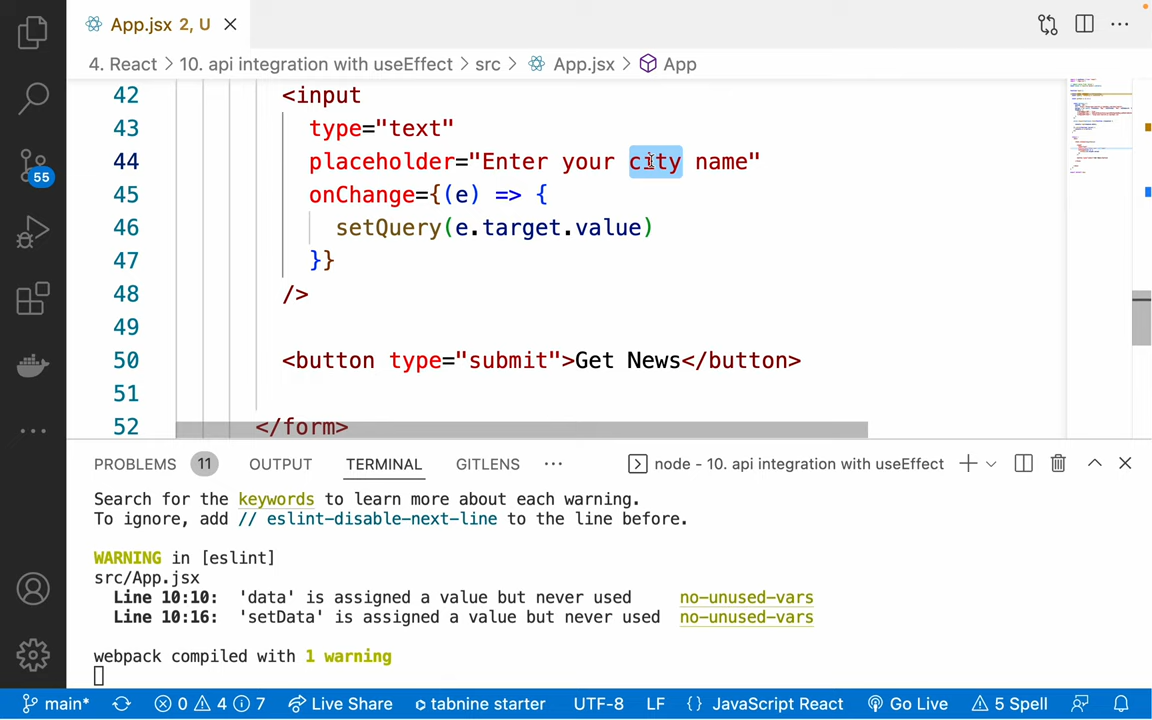 App.jsx 2, U
4. React > 10. api integration with useEffect > src > App.jsx > App
42 <input
43 type="text"
44 placeholder="Enter your city name"
45 onChange={(e) => {
46 setQuery(e.target.value)
47 }}
48 />
49
50 <button type="submit">Get News</button>
51
52 </form>
55
PROBLEMS 11 OUTPUT TERMINAL GITLENS node - 10. api integration with useEffect
Search for the keywords to learn more about each warning.
To ignore, add // eslint-disable-next-line to the line before.
WARNING in [eslint]
src/App.jsx
Line 10:10: 'data' is assigned a value but never used no-unused-vars
Line 10:16: 'setData' is assigned a value but never used no-unused-vars
webpack compiled with 1 warning
main* 0 4 7 Live Share tabnine starter UTF-8 LF {} JavaScript React Go Live 5 Spell